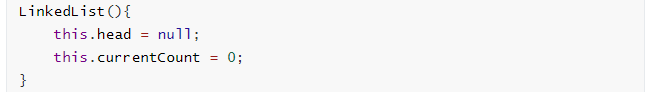 LinkedList(){
    this.head = null;
    this.currentCount = 0;
}